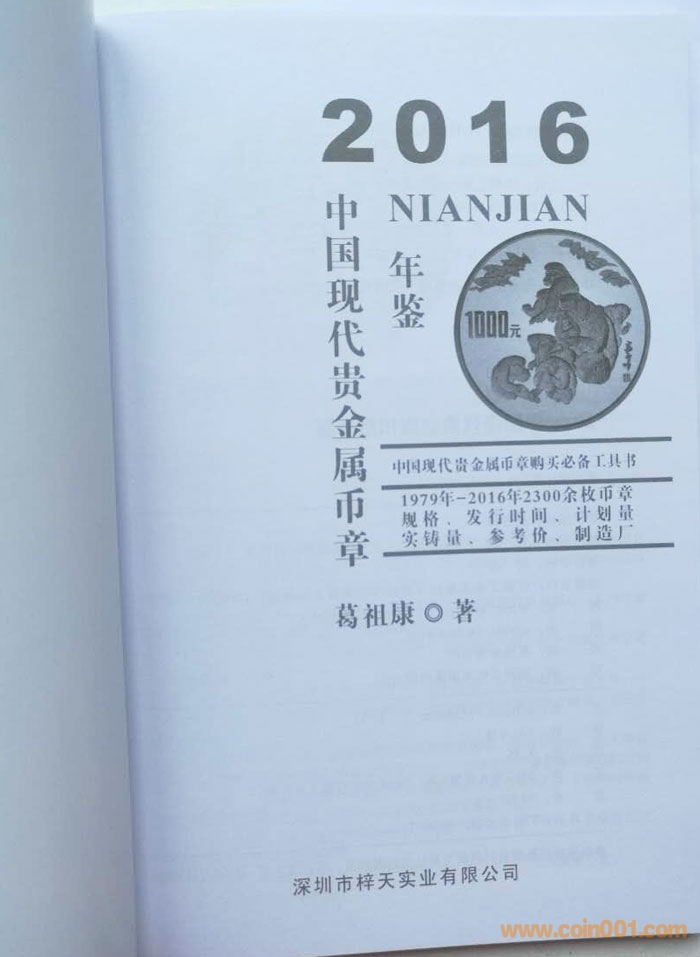 2016
中国现代贵金属币章
NIANJIAN
年鉴
1000元
中国现代贵金属币章购买必备工具书
1979年-2016年2300余枚币章
规格、发行时间、计划量
实铸量、参考价、制造厂
葛祖康◎著
深圳市梓天实业有限公司
www.coin001.com